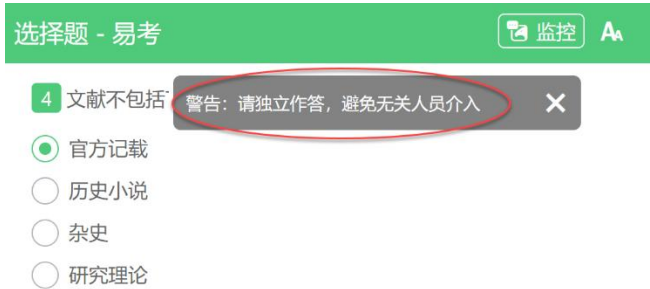 选择题 - 易考
监控
AA
4 文献不包括
警告：请独立作答，避免无关人员介入
官方记载
历史小说
杂史
研究理论